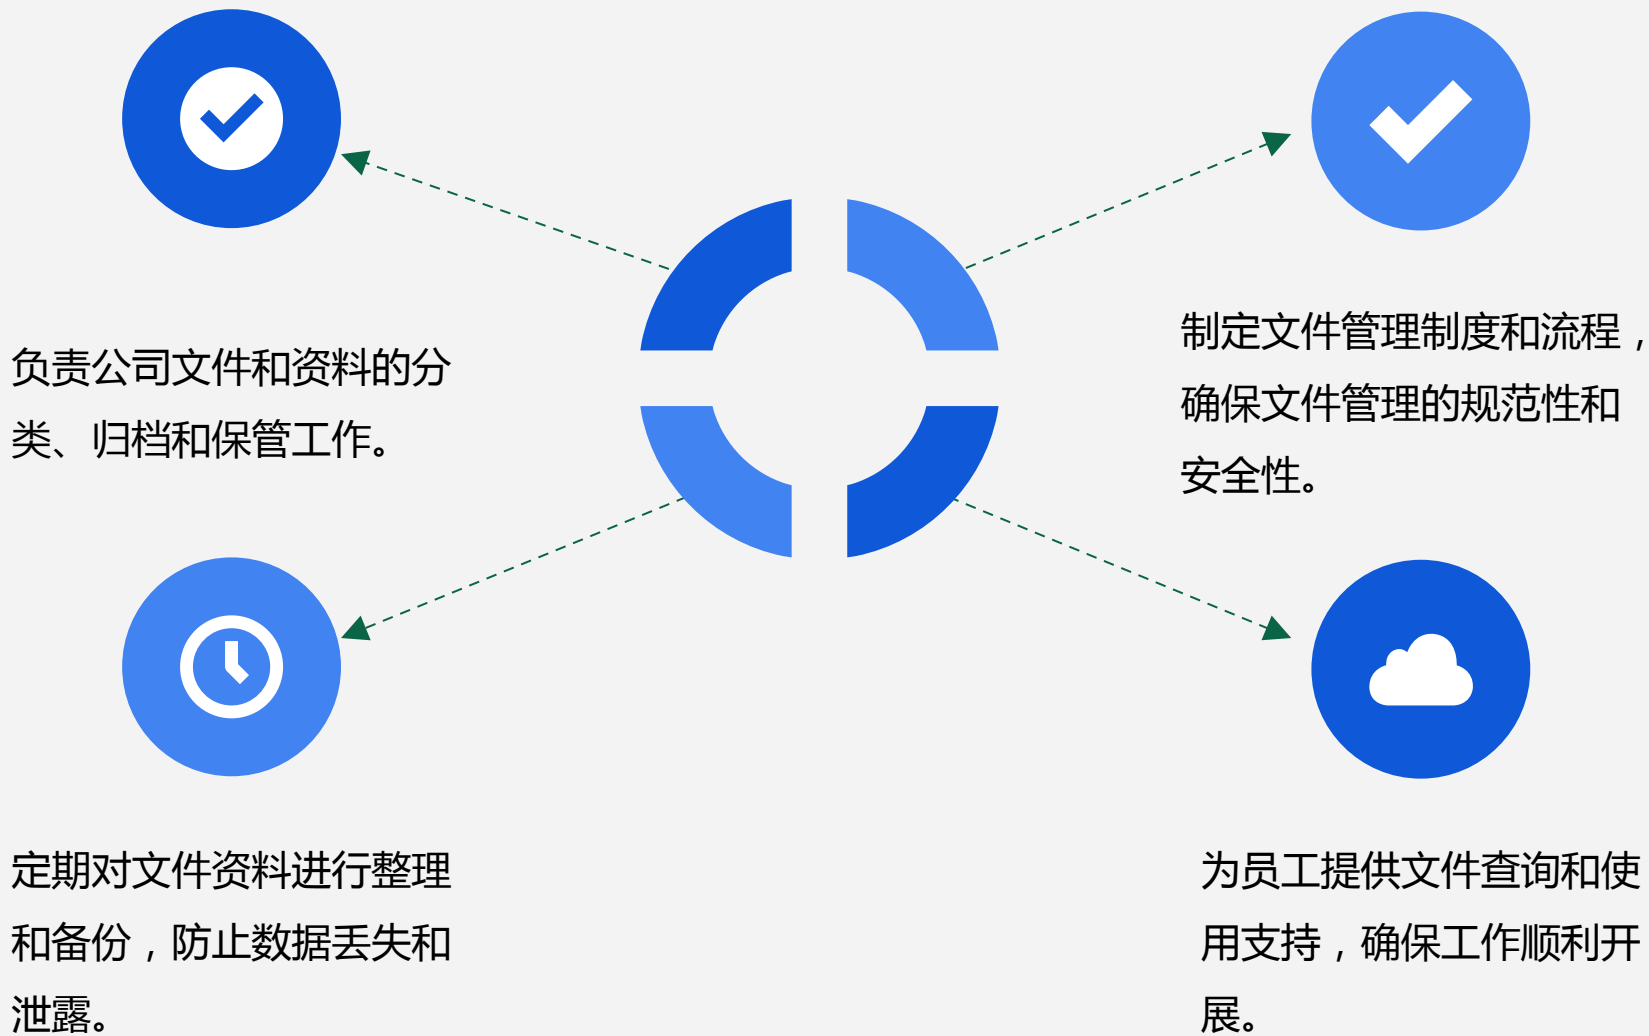 负责公司文件和资料的分
类、归档和保管工作。
制定文件管理制度和流程，
确保文件管理的规范性和
安全性。
定期对文件资料进行整理
和备份，防止数据丢失和
泄露。
为员工提供文件查询和使
用支持，确保工作顺利开
展。